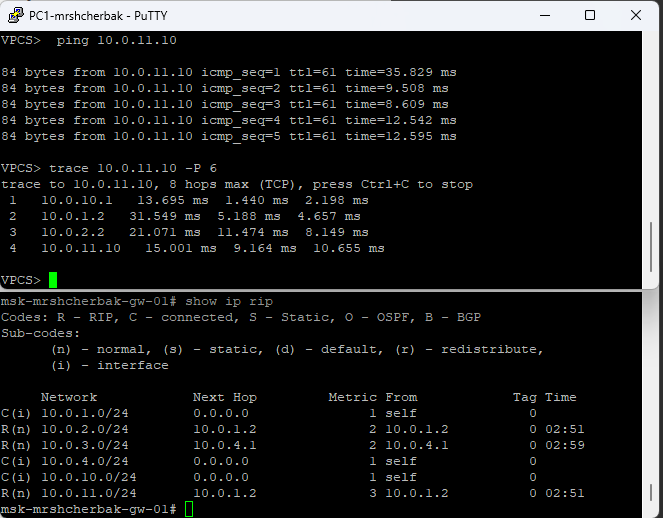 PC1-mrshcherbak - PuTTY
VPCS>  ping 10.0.11.10
84 bytes from 10.0.11.10 icmp_seq=1 ttl=61 time=35.829 ms
84 bytes from 10.0.11.10 icmp_seq=2 ttl=61 time=9.508 ms
84 bytes from 10.0.11.10 icmp_seq=3 ttl=61 time=8.609 ms
84 bytes from 10.0.11.10 icmp_seq=4 ttl=61 time=12.542 ms
84 bytes from 10.0.11.10 icmp_seq=5 ttl=61 time=12.595 ms
VPCS> trace 10.0.11.10 -P 6
trace to 10.0.11.10, 8 hops max (TCP), press Ctrl+C to stop
 1   10.0.10.1   13.695 ms  1.440 ms  2.198 ms
 2   10.0.1.2   31.549 ms  5.188 ms  4.657 ms
 3   10.0.2.2   21.071 ms  11.474 ms  8.149 ms
 4   10.0.11.10   15.001 ms  9.164 ms  10.655 ms
VPCS>
msk-mrshcherbak-gw-01# show ip rip
Codes: R - RIP, C - connected, S - Static, O - OSPF, B - BGP
Sub-codes:
      (n) - normal, (s) - static, (d) - default, (r) - redistribute,
      (i) - interface
     Network            Next Hop         Metric From            Tag Time
C(i) 10.0.1.0/24        0.0.0.0               1 self              0
R(n) 10.0.2.0/24        10.0.1.2              2 10.0.1.2          0 02:51
R(n) 10.0.3.0/24        10.0.4.1              2 10.0.4.1          0 02:59
C(i) 10.0.4.0/24        0.0.0.0               1 self              0
C(i) 10.0.10.0/24       0.0.0.0               1 self              0
R(n) 10.0.11.0/24       10.0.1.2              3 10.0.1.2          0 02:51
msk-mrshcherbak-gw-01#